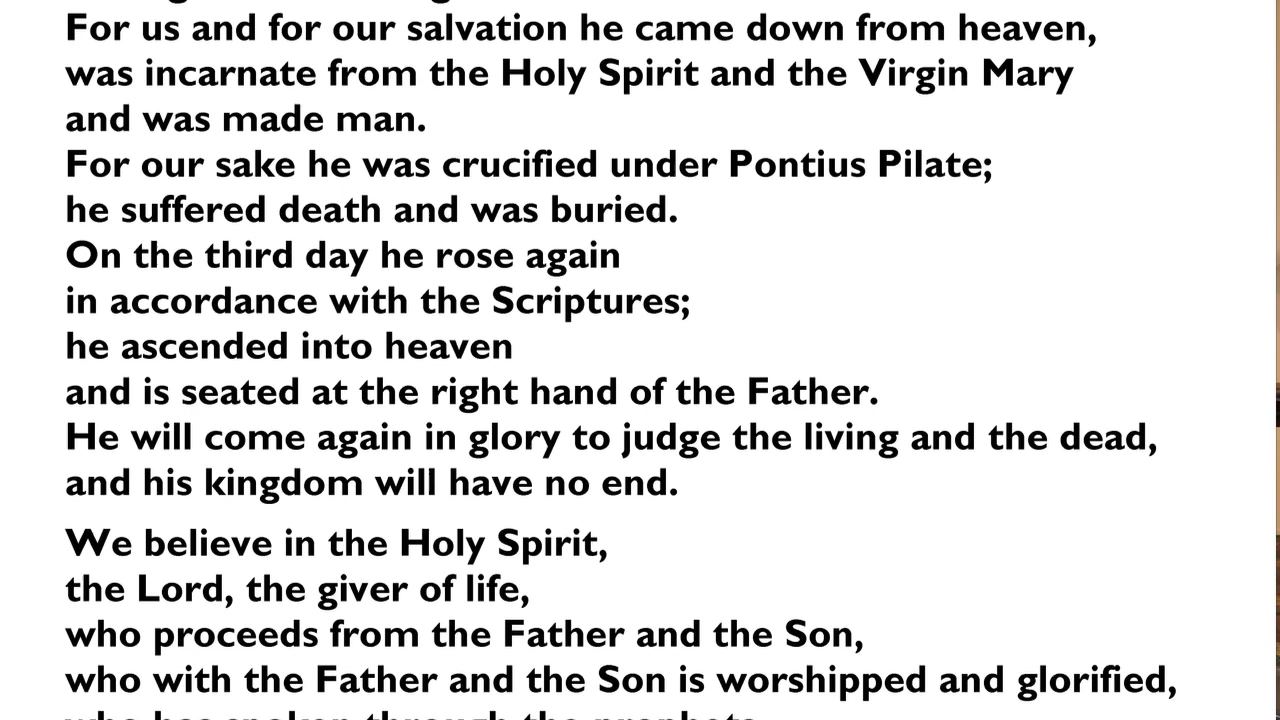 For us and for our salvation he came down from heaven,
was incarnate from the Holy Spirit and the Virgin Mary
and was made man.
For our sake he was crucified under Pontius Pilate;
he suffered death and was buried.
On the third day he rose again
in accordance with the Scriptures;
he ascended into heaven
and is seated at the right hand of the Father.
He will come again in glory to judge the living and the dead,
and his kingdom will have no end.
We believe in the Holy Spirit,
the Lord, the giver of life,
who proceeds from the Father and the Son,
who with the Father and the Son is worshipped and glorified,
who has spoken through the prophets